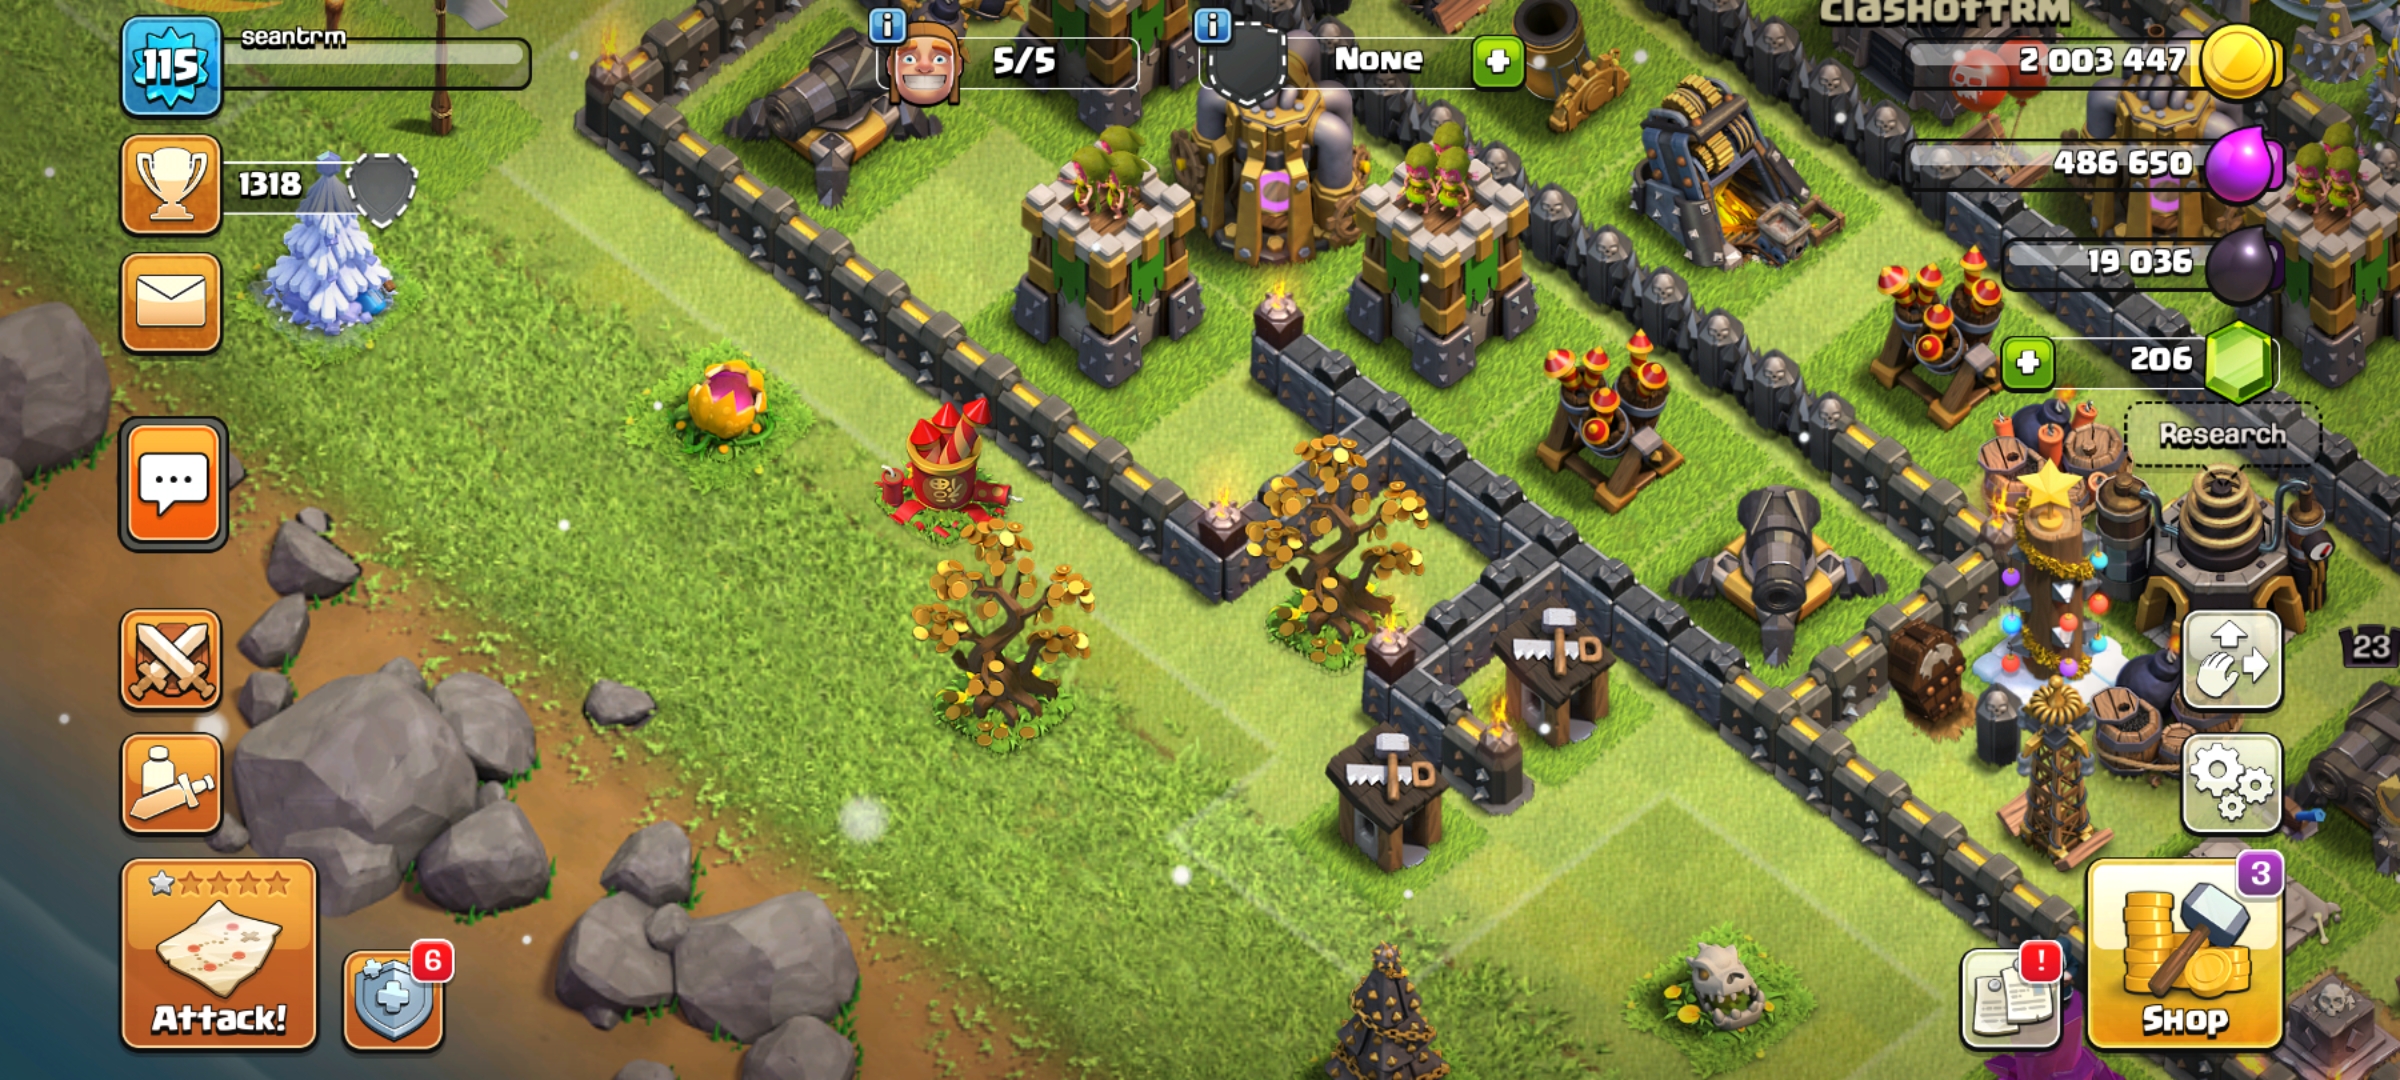 115
seantrm
5/5
None
clashoftrm
2 003 447
1318
486 650
19 036
206
Research
福
23
Attack!
6
3
!
Shop